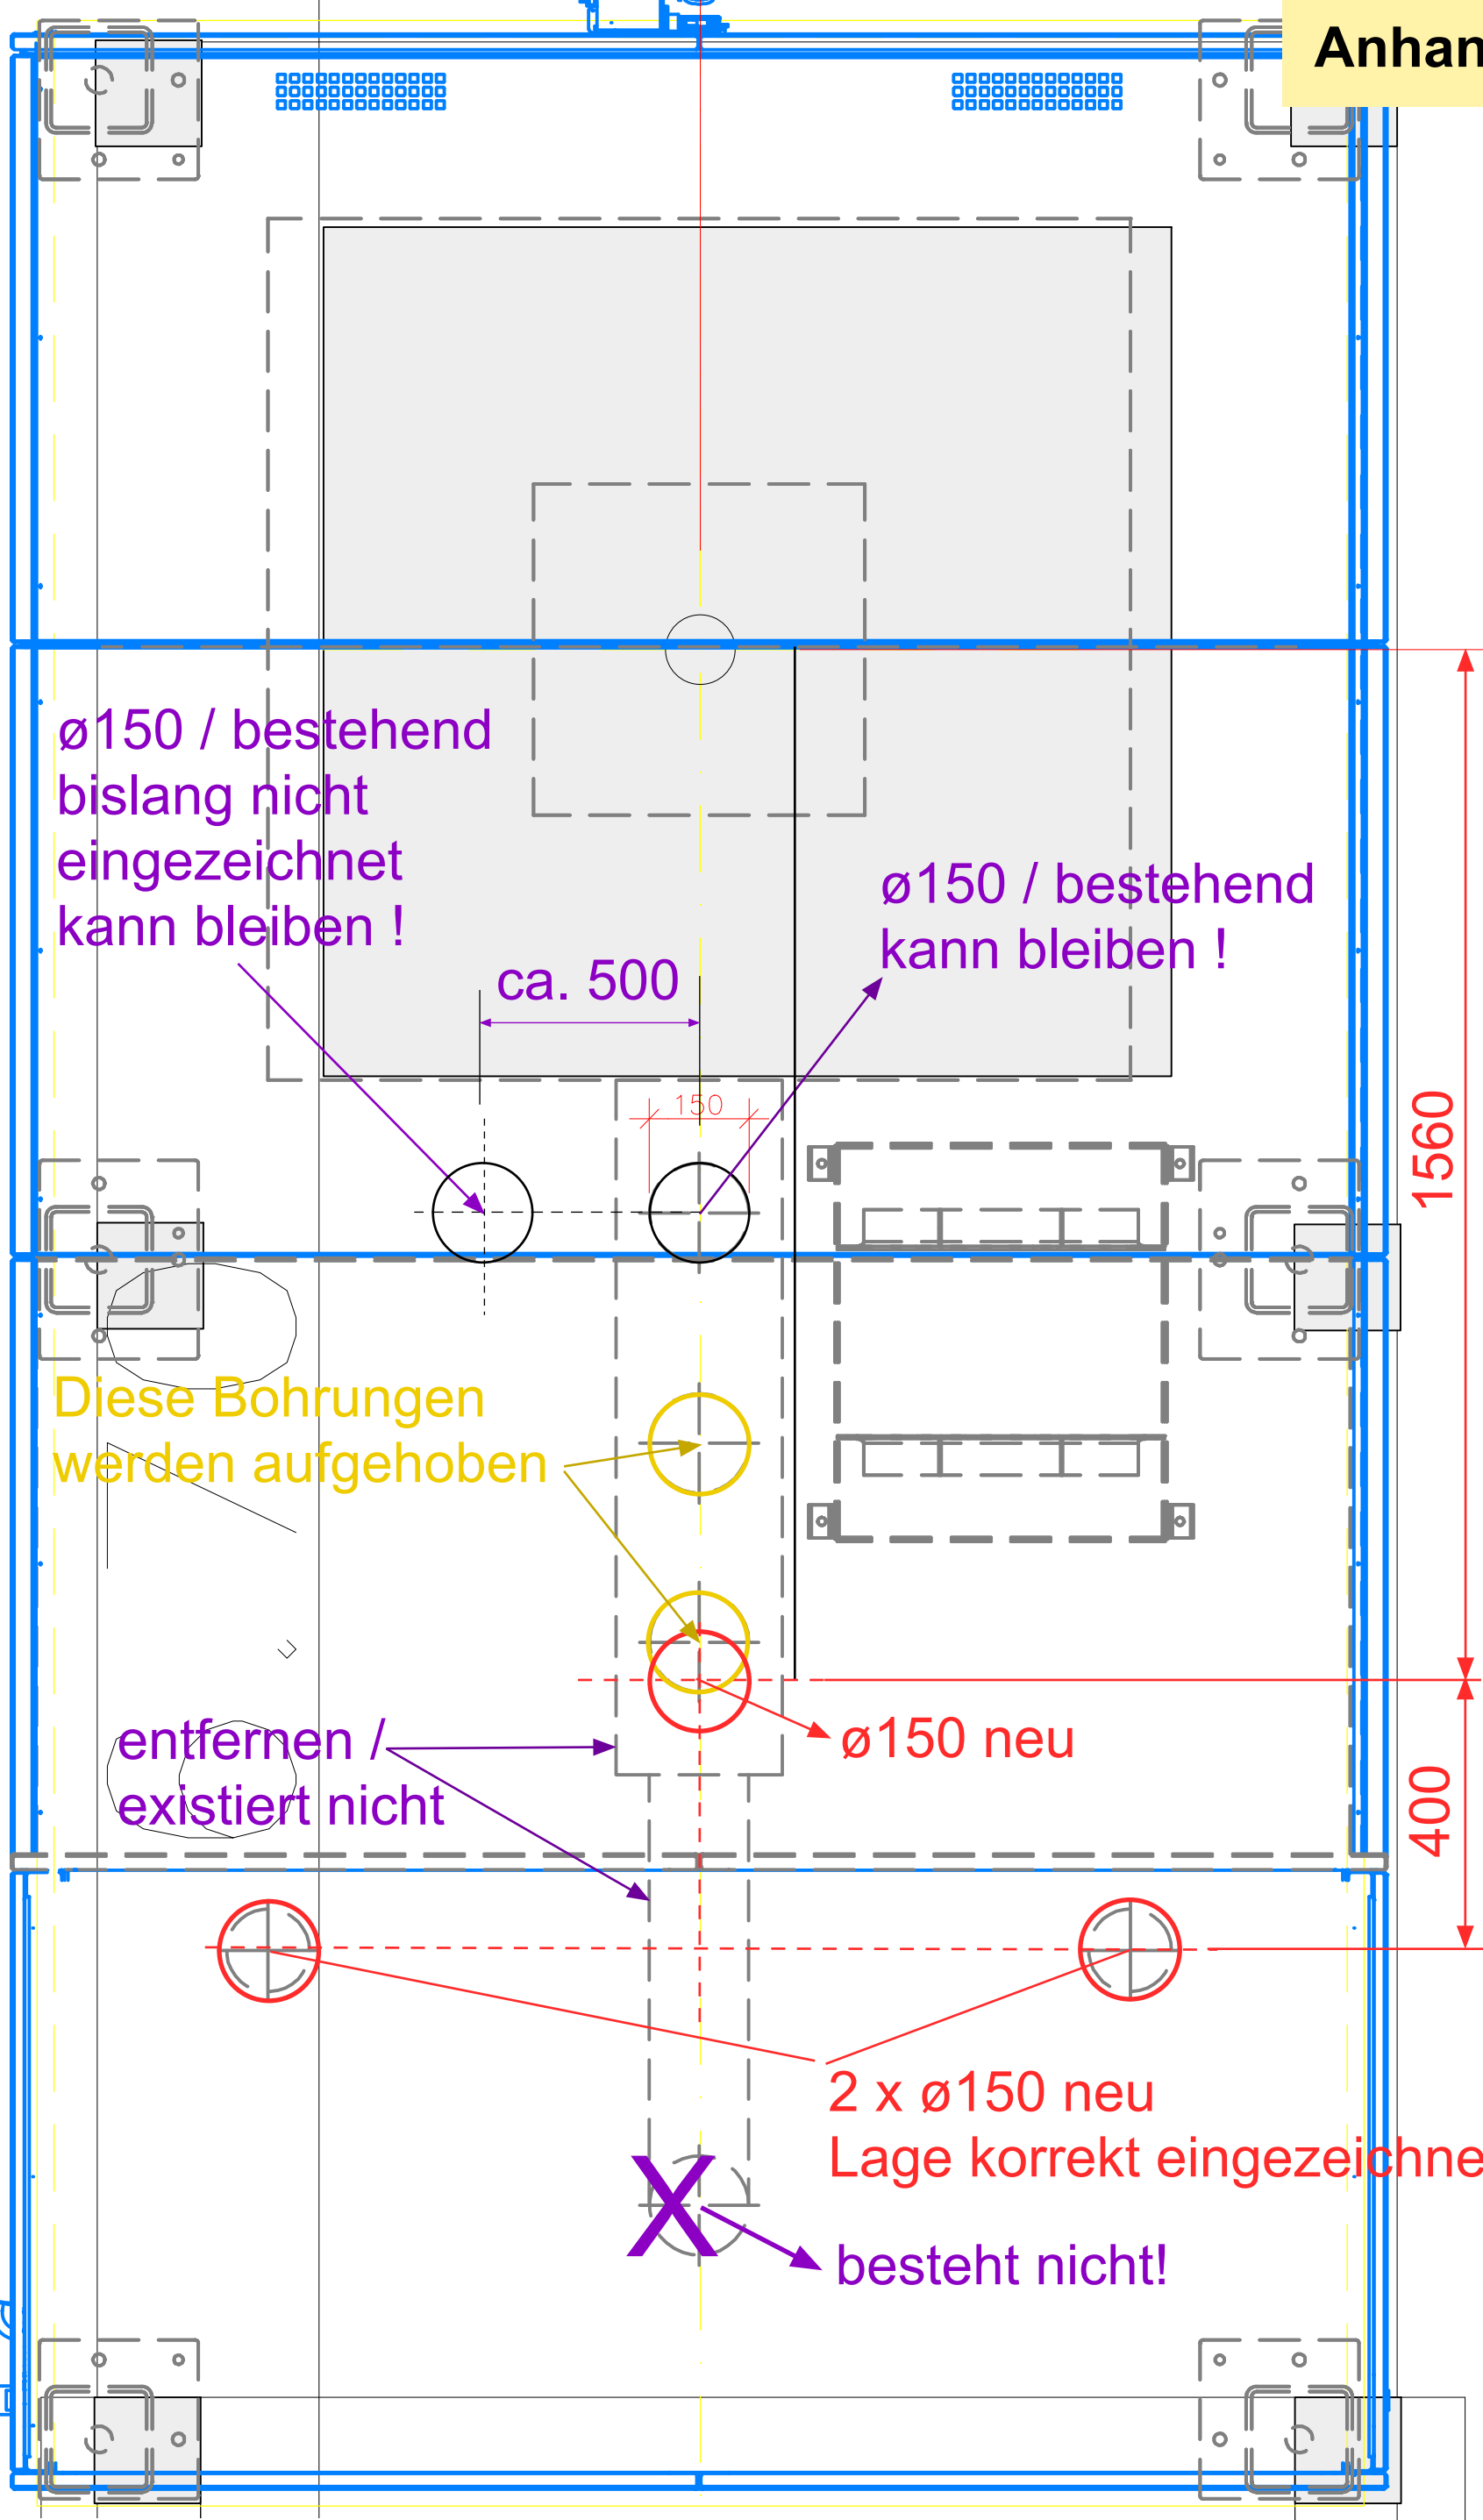 Anhan
ø150 / bestehend
bislang nicht
eingezeichnet
kann bleiben !
ø150 / bestehend
kann bleiben !
ca. 500
150
1560
Diese Bohrungen
werden aufgehoben
entfernen /
existiert nicht
ø150 neu
400
2 x ø150 neu
Lage korrekt eingezeichne
besteht nicht!
X